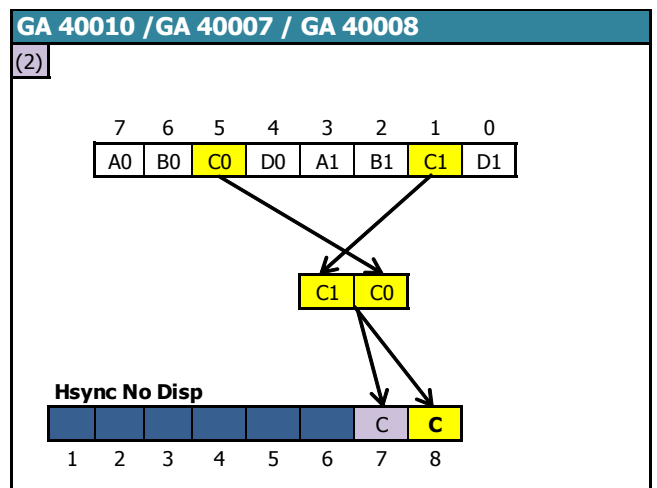 GA 40010 /GA 40007 / GA 40008
(2)
7 6 5 4 3 2 1 0
A0 B0 C0 D0 A1 B1 C1 D1
C1 C0
Hsync No Disp
C C
1 2 3 4 5 6 7 8